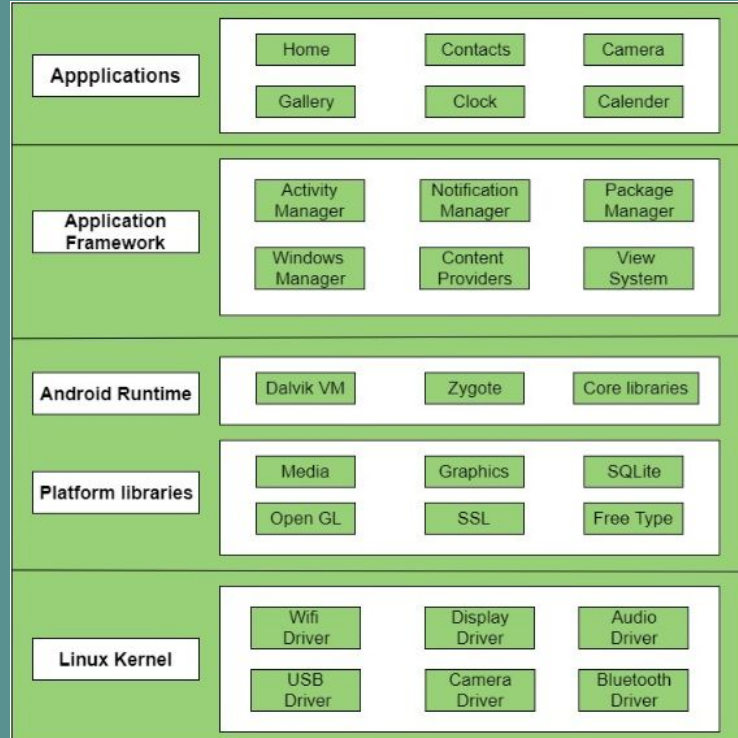 Appplications
Home
Contacts
Camera
Gallery
Clock
Calender
Application
Framework
Activity
Manager
Notification
Manager
Package
Manager
Windows
Manager
Content
Providers
View
System
Android Runtime
Dalvik VM
Zygote
Core libraries
Platform libraries
Media
Graphics
SQLite
Open GL
SSL
Free Type
Linux Kernel
Wifi
Driver
Display
Driver
Audio
Driver
USB
Driver
Camera
Driver
Bluetooth
Driver